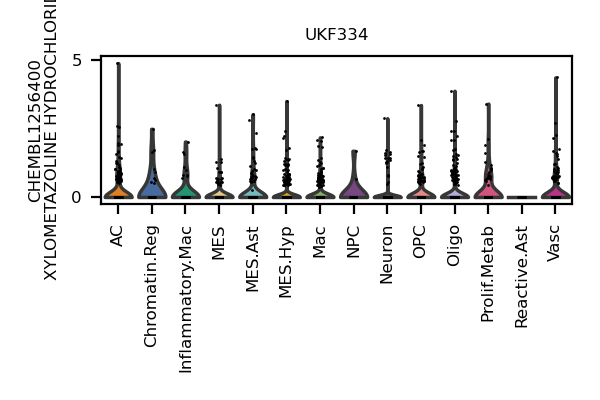 UKF334
CHEMBL1256400
XYLOMETAZOLINE
5
0
AC
Chromatin.Reg
Inflammatory.Mac
MES
MES.Ast
MES.Hyp
Mac
NPC
Neuron
OPC
Oligo
Prolif.Metab
Reactive.Ast
Vasc